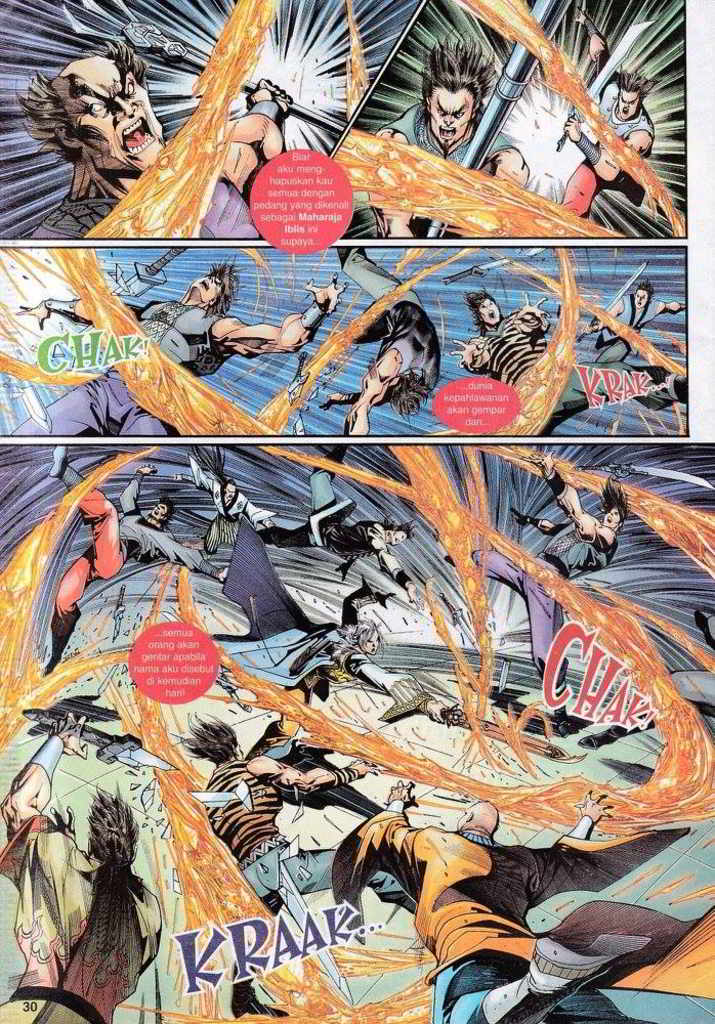 Biar
aku meng-
hapuskan kau
semua dengan
pedang yang dikenali
sebagai Maharaja
Iblis ini
supaya...
CHAK!
...dunia
kepahlawanan
akan gempar
dan...
KRAK...!
...semua
orang akan
gentar apabila
nama aku disebut
di kemudian
hari!
CHAK!
KRAAK...
30